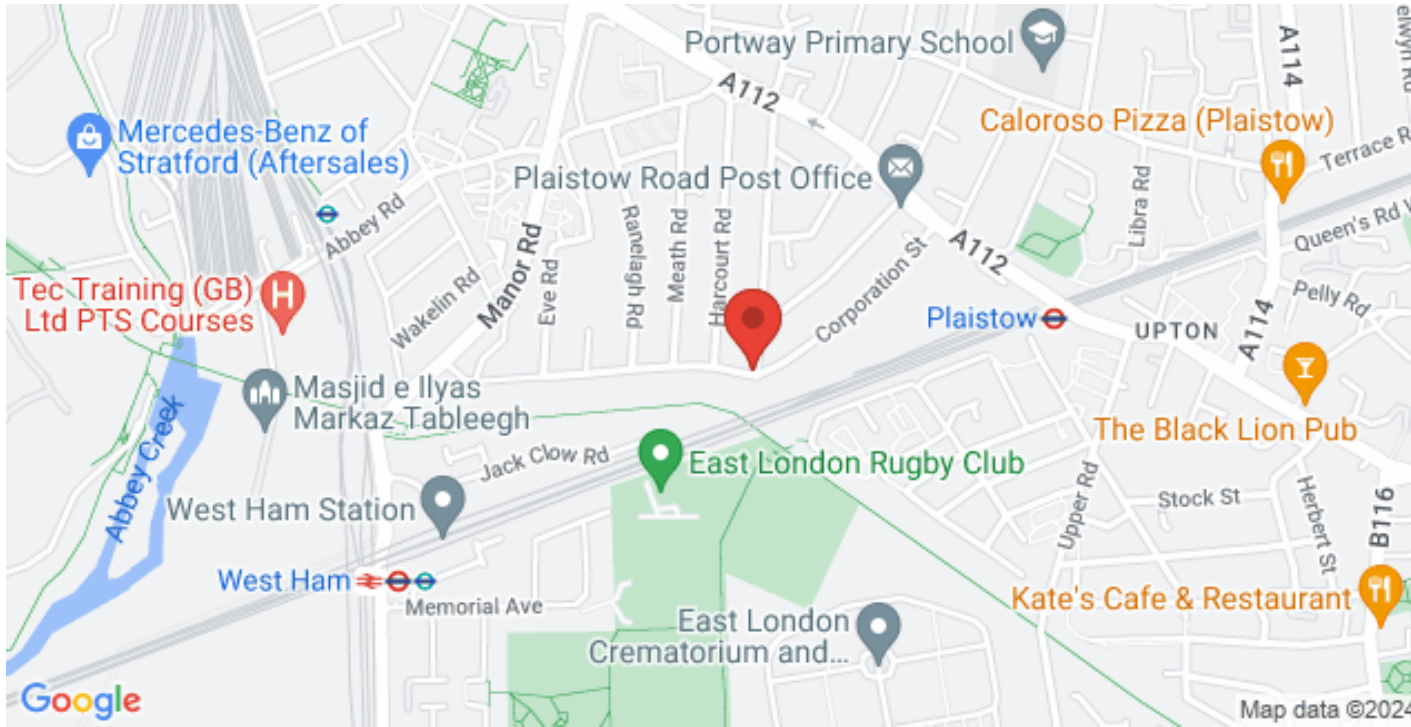 Portway Primary School
A112
A114
elwyn Rd
Mercedes-Benz of
Stratford (Aftersales)
Caloroso Pizza (Plaistow)
Terrace R
Plaistow Road Post Office
Libra Rd
Abbey Rd
Ranelagh Rd
Meath Rd
Harcourt Rd
Queen's Rd W
A112
Manor Rd
Eve Rd
Wakelin Rd
Corporation St
Tec Training (GB)
Ltd PTS Courses
Plaistow
UPTON
A114
Pelly Rd
Masjid e Ilyas
Markaz Tableegh
Abbey Creek
The Black Lion Pub
Jack Clow Rd
East London Rugby Club
West Ham Station
Upper Rd
Stock St
Herbert St
B116
West Ham
Memorial Ave
Kate's Cafe & Restaurant
East London
Crematorium and...
Google
Map data ©2024